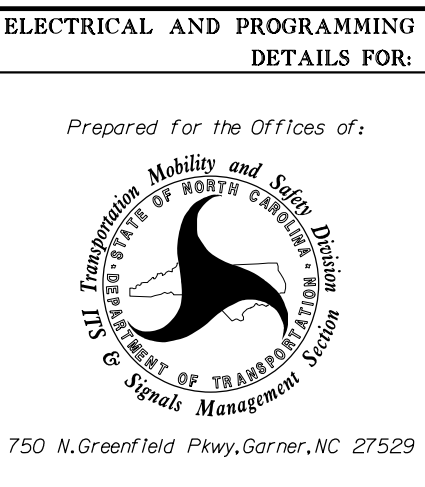 ELECTRICAL AND PROGRAMMING
DETAILS FOR:
Prepared for the Offices of:
Transportation Mobility and Safety Division
ITS & Signals Management Section
STATE OF NORTH CAROLINA
DEPARTMENT OF TRANSPORTATION
750 N.Greenfield Pkwy,Garner,NC 27529